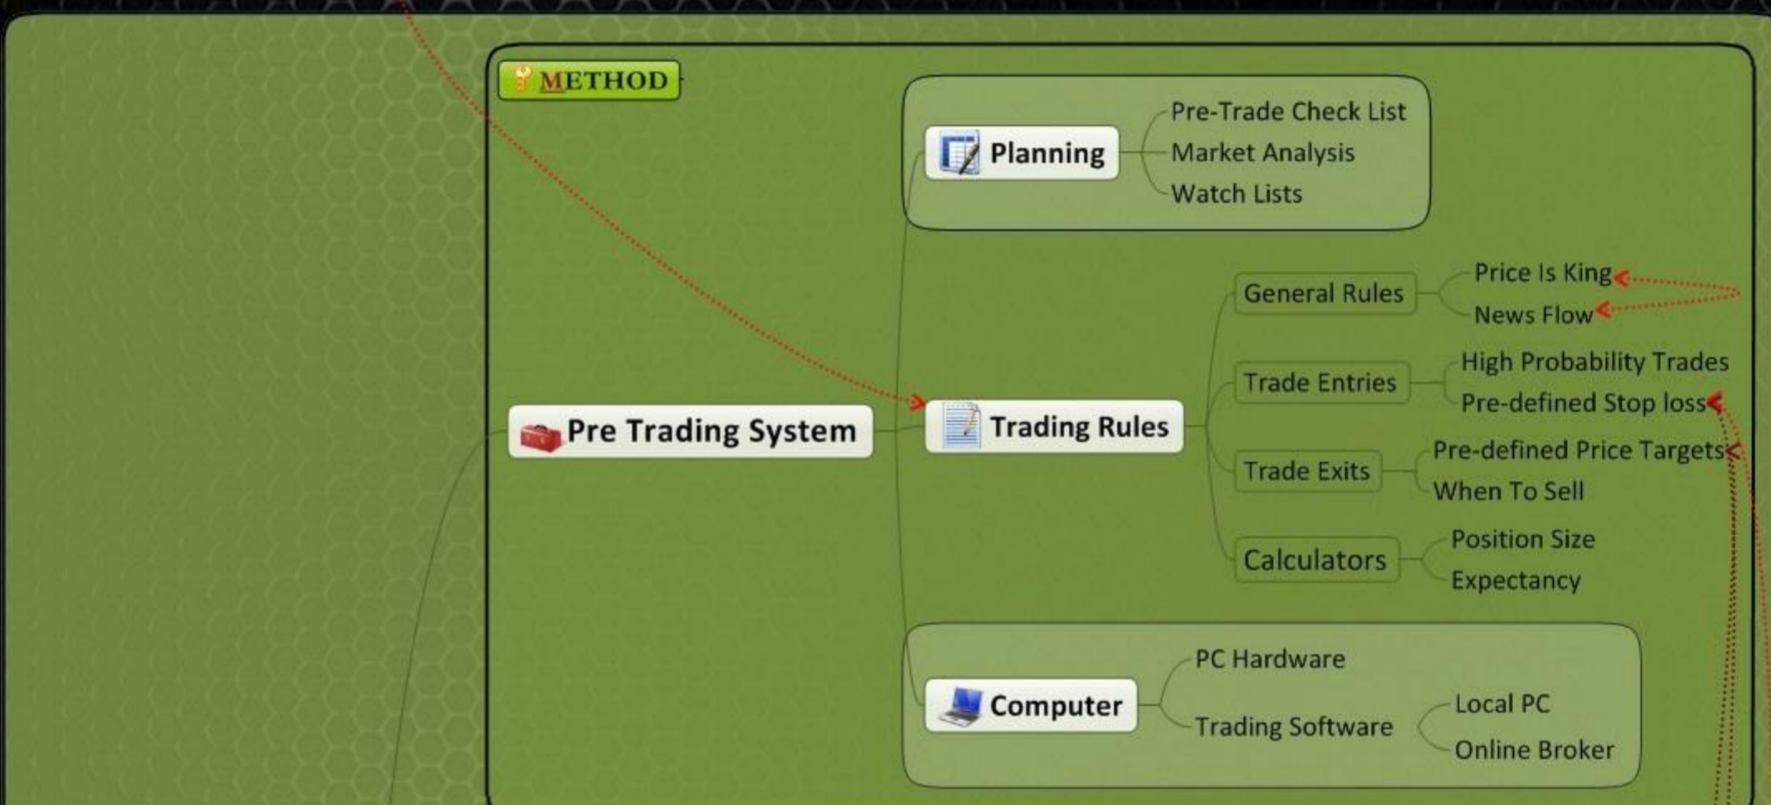 METHOD
Pre Trading System
Planning
Pre-Trade Check List
Market Analysis
Watch Lists
Trading Rules
General Rules
Price Is King
News Flow
Trade Entries
High Probability Trades
Pre-defined Stop loss
Trade Exits
Pre-defined Price Targets
When To Sell
Calculators
Position Size
Expectancy
Computer
PC Hardware
Trading Software
Local PC
Online Broker